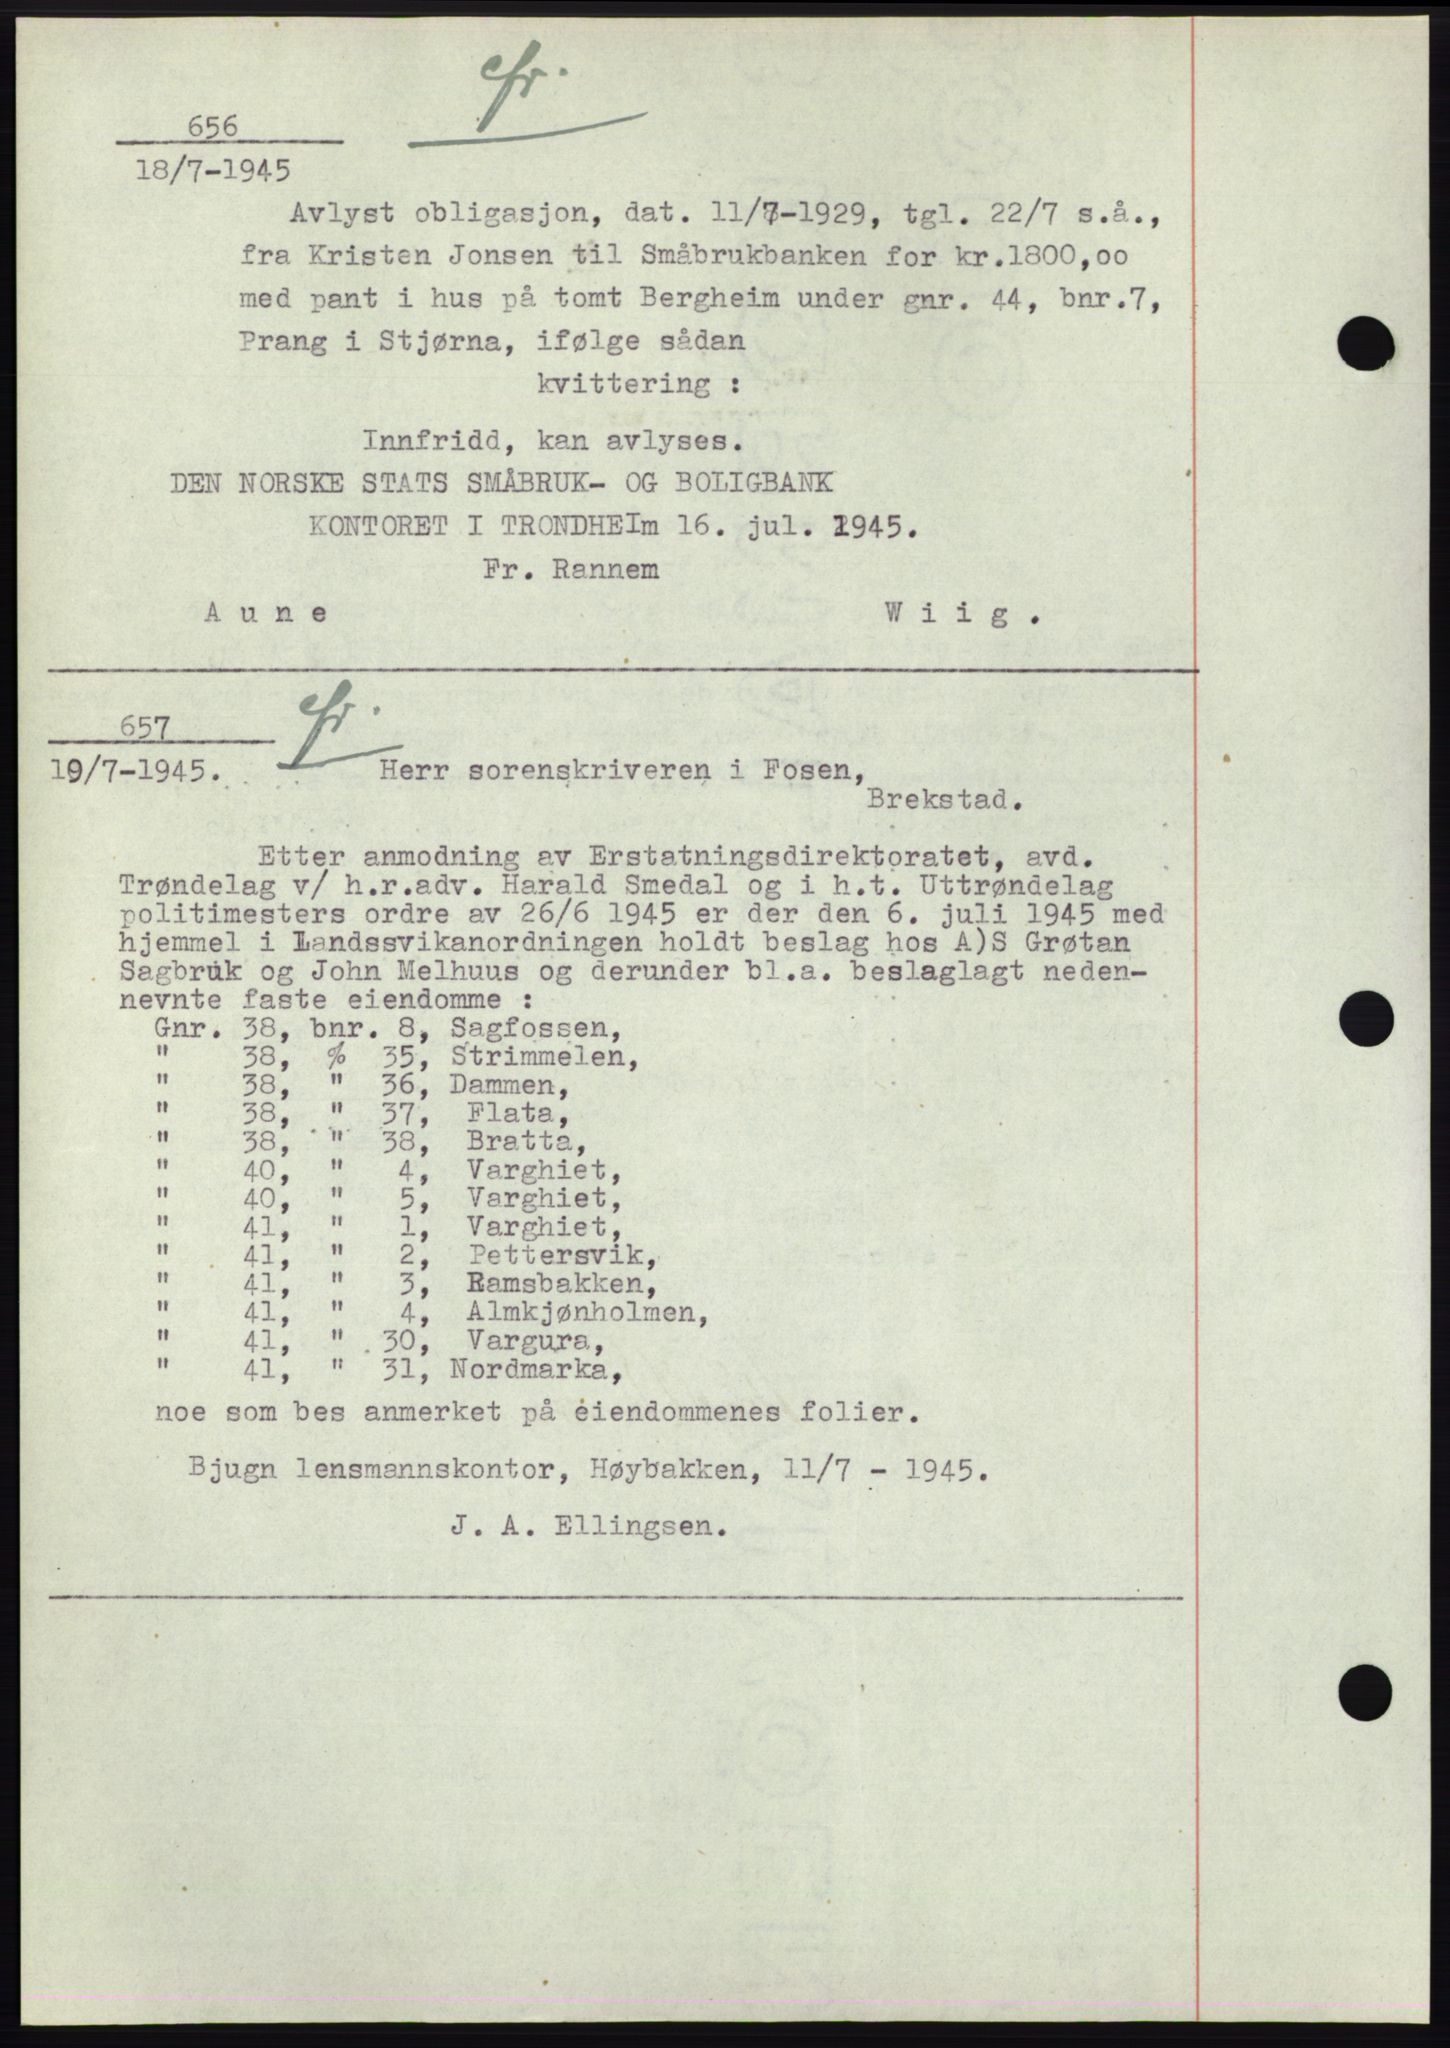 cfr.
656
18/7-1945
Avlyst obligasjon, dat. 11/7-1929, tgl. 22/7 s.å.,
fra Kristen Jonsen til Småbrukbanken for kr.1800,oo
med pant i hus på tomt Bergheim under gnr. 44, bnr.7,
Prang i Stjørna, ifølge sådan
kvittering :
Innfridd, kan avlyses.
DEN NORSKE STATS SMÅBRUK- OG BOLIGBANK
KONTORET I TRONDHEIm 16. jul. 1945.
Fr. Rannem
A u n e W i i g .
cfr.
657
19/7-1945. Herr sorenskriveren i Fosen,
Brekstad.
Etter anmodning av Erstatningsdirektoratet, avd.
Trøndelag v/ h.r.adv. Harald Smedal og i h.t. Uttrøndelag
politimesters ordre av 26/6 1945 er der den 6. juli 1945 med
hjemmel i Landssvikanordningen holdt beslag hos A)S Grøtan
Sagbruk og John Melhuus og derunder bl.a. beslaglagt neden-
nevnte faste eiendomme :
Gnr. 38, bnr. 8, Sagfossen,
" 38, % 35, Strimmelen,
" 38, " 36, Dammen,
" 38, " 37, Flata,
" 38, " 38, Bratta,
" 40, " 4, Varghiet,
" 40, " 5, Varghiet,
" 41, " 1, Varghiet,
" 41, " 2, Pettersvik,
" 41, " 3, Ramsbakken,
" 41, " 4, Almkjønholmen,
" 41, " 30, Vargura,
" 41, " 31, Nordmarka,
noe som bes anmerket på eiendommenes folier.
Bjugn lensmannskontor, Høybakken, 11/7 - 1945.
J. A. Ellingsen.